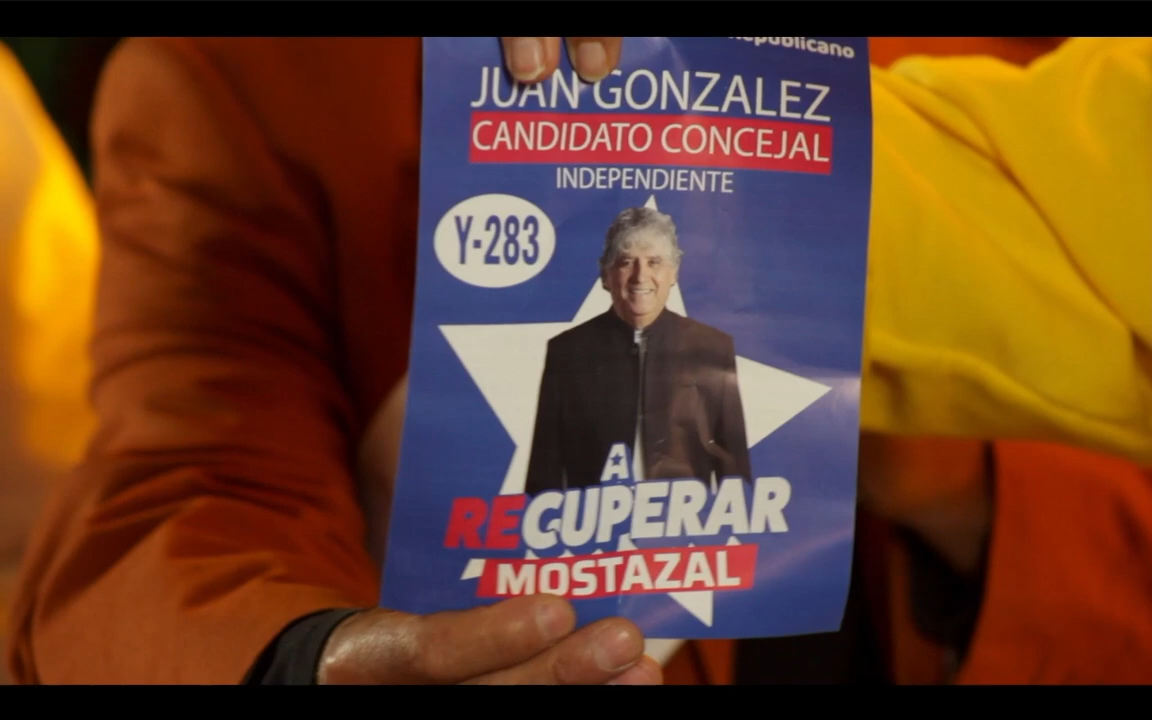 Republicano
JUAN GONZALEZ
CANDIDATO CONCEJAL
INDEPENDIENTE
Y-283
A
RECUPERAR
MOSTAZAL